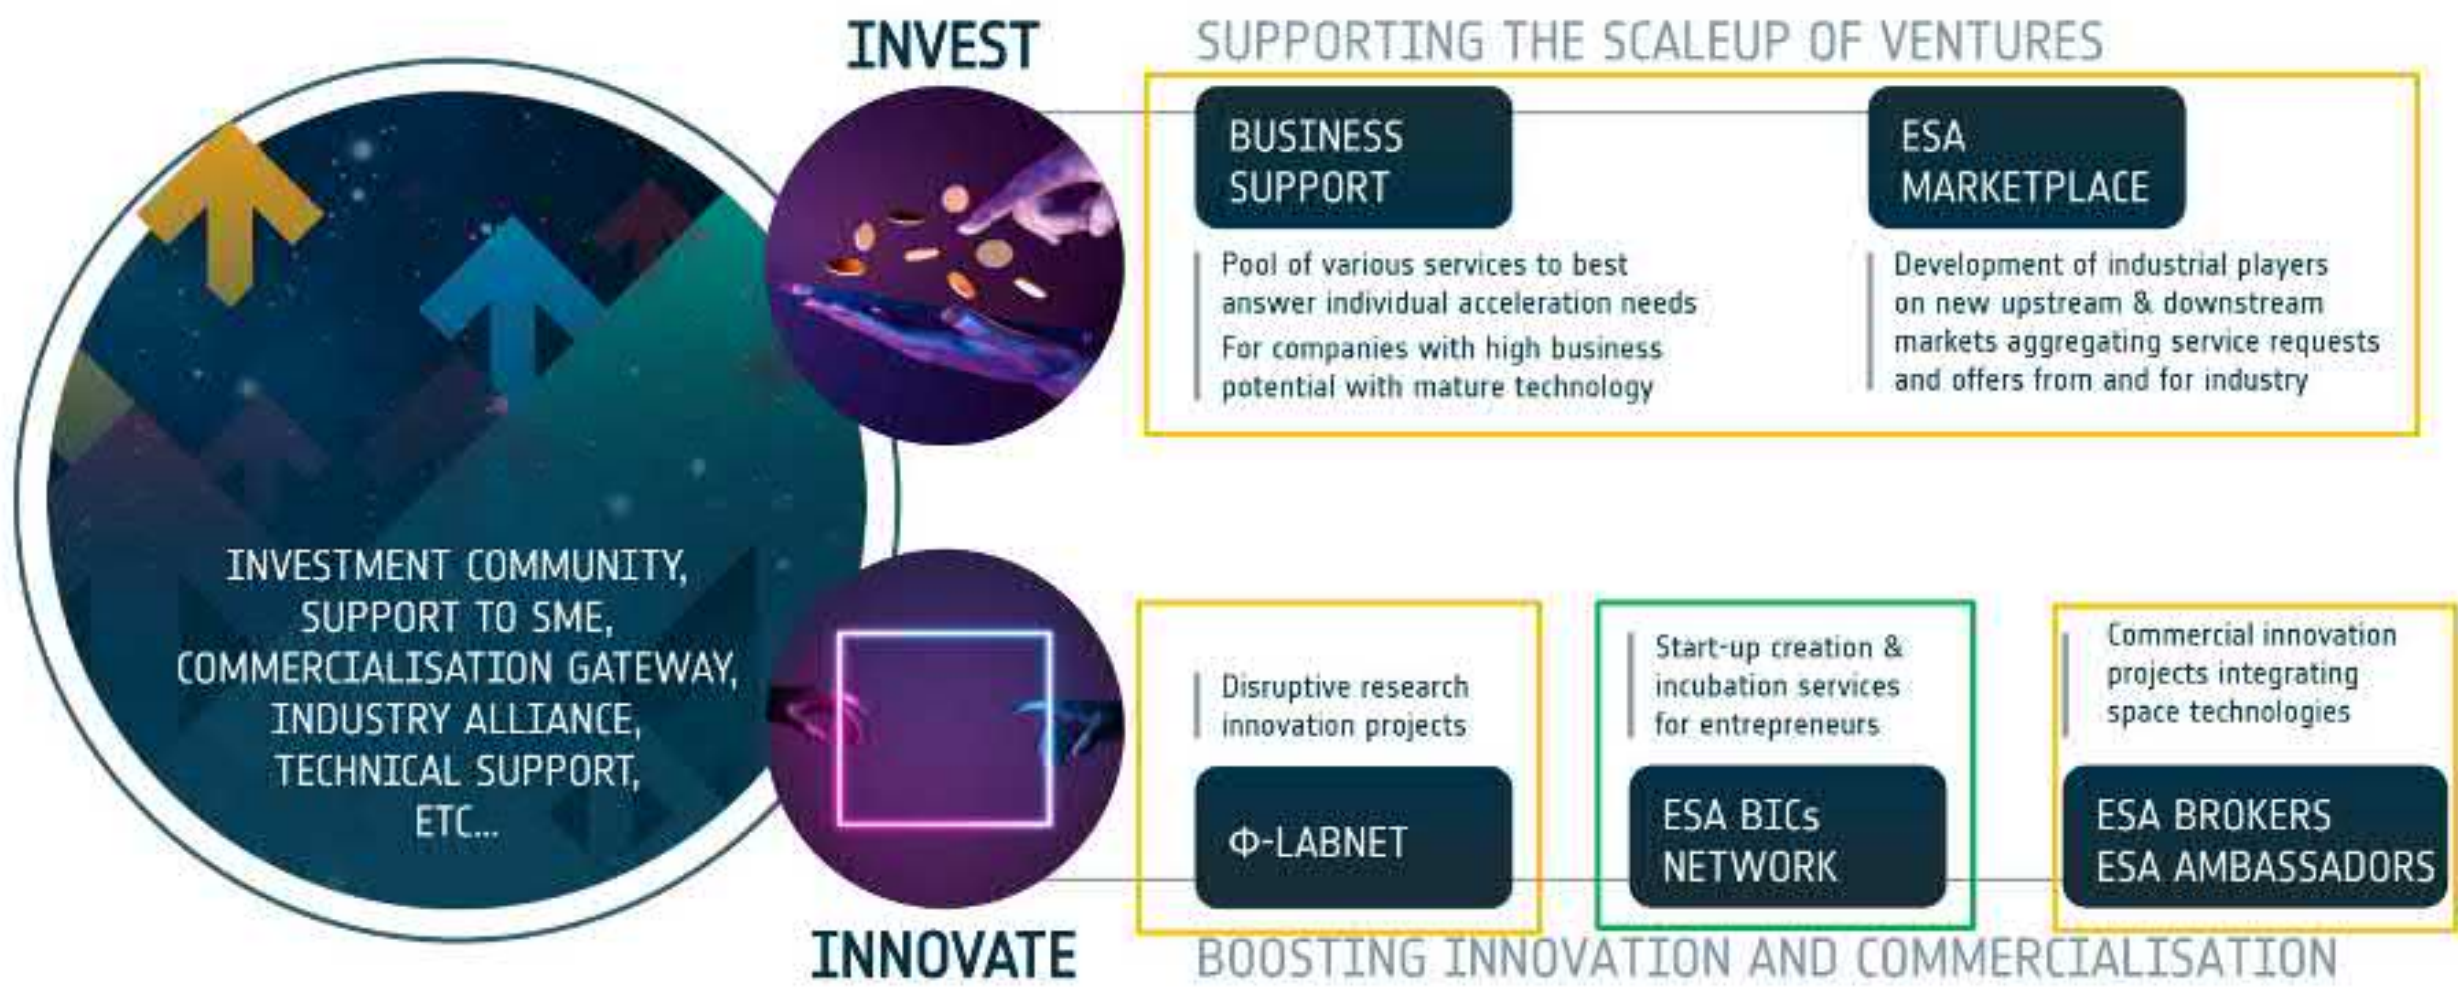 INVEST
SUPPORTING THE SCALEUP OF VENTURES
BUSINESS
SUPPORT
Pool of various services to best
answer individual acceleration needs
For companies with high business
potential with mature technology
ESA
MARKETPLACE
Development of industrial players
on new upstream & downstream
markets aggregating service requests
and offers from and for industry
INVESTMENT COMMUNITY,
SUPPORT TO SME,
COMMERCIALISATION GATEWAY,
INDUSTRY ALLIANCE,
TECHNICAL SUPPORT,
ETC...
Disruptive research
innovation projects
Φ-LABNET
Start-up creation &
incubation services
for entrepreneurs
ESA BICs
NETWORK
Commercial innovation
projects integrating
space technologies
ESA BROKERS
ESA AMBASSADORS
INNOVATE
BOOSTING INNOVATION AND COMMERCIALISATION